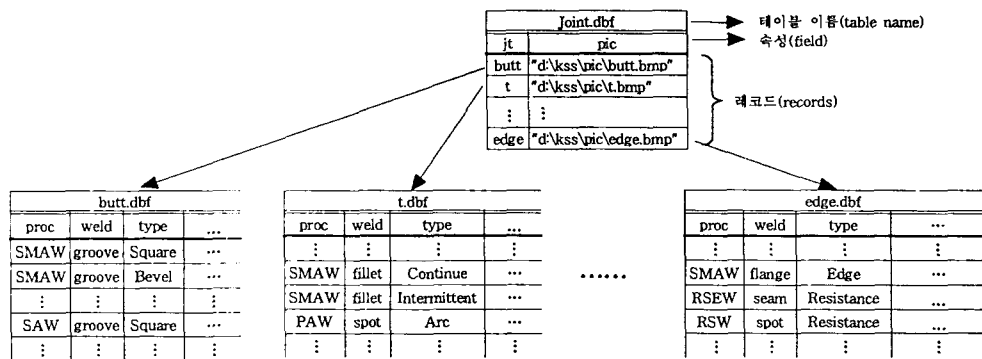 Joint.dbf
테이블 이름(table name)
jt pic
속성(field)
butt "d:\kss\pic\butt.bmp"
t "d:\kss\pic\t.bmp"
⋮ ⋮
레코드(records)
edge "d:\kss\pic\edge.bmp"
butt.dbf
proc weld type ...
SMAW groove Square ...
SMAW groove Bevel ...
⋮ ⋮ ⋮ ⋮
SAW groove Square ...
⋮ ⋮ ⋮ ⋮
t.dbf
proc weld type ...
⋮ ⋮ ⋮ ⋮
SMAW fillet Continue ...
SMAW fillet Intermittent ...
PAW spot Arc ...
⋮ ⋮ ⋮ ⋮
......
edge.dbf
proc weld type ...
⋮ ⋮ ⋮ ⋮
SMAW flange Edge ...
RSEW seam Resistance ...
RSW spot Resistance ...
⋮ ⋮ ⋮ ⋮